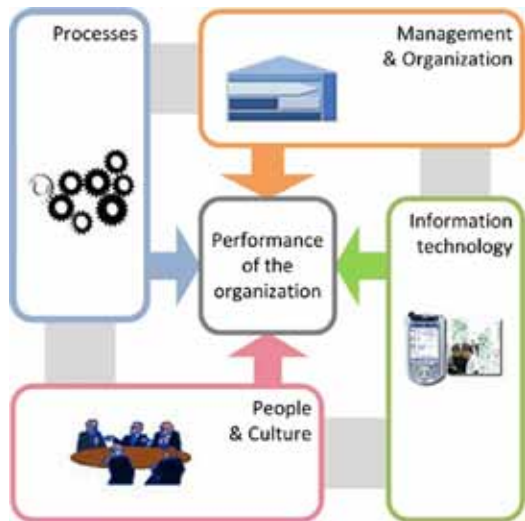 Processes
Management
& Organization
Performance
of the
organization
Information
technology
People
& Culture